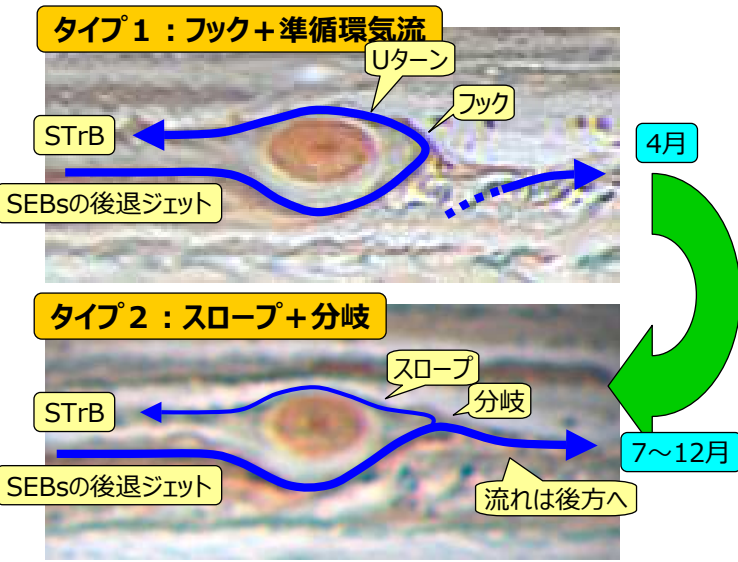 タイプ1：フック＋準循環気流
Uターン
フック
STrB
4月
SEBsの後退ジェット
タイプ2：スロープ＋分岐
スロープ
分岐
STrB
7～12月
SEBsの後退ジェット
流れは後方へ